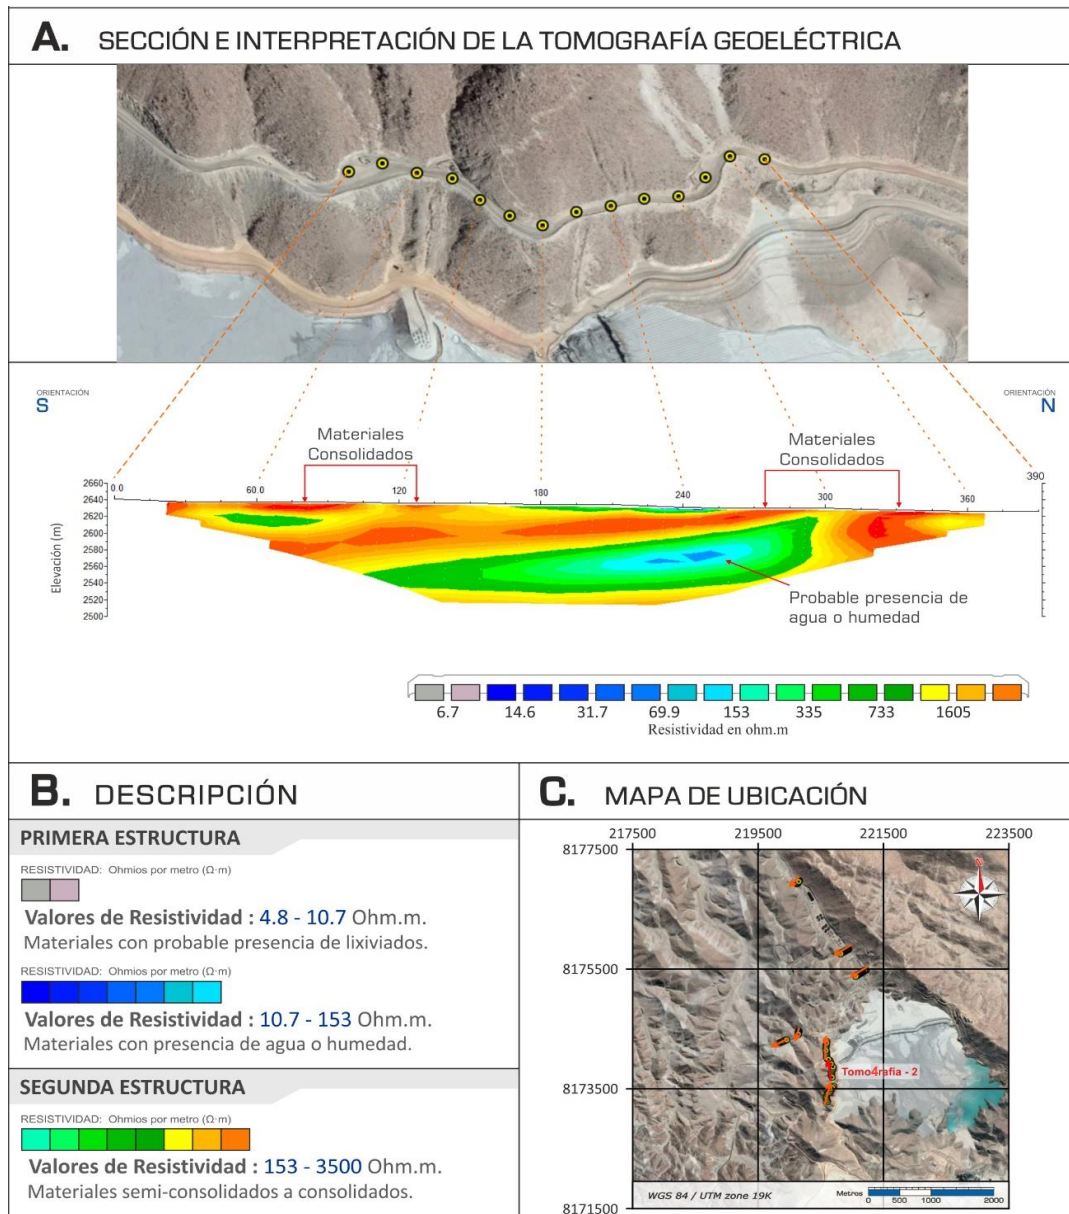 A. SECCIÓN E INTERPRETACIÓN DE LA TOMOGRAFÍA GEOELÉCTRICA
ORIENTACIÓN
S
ORIENTACIÓN
N
Materiales
Consolidados
Materiales
Consolidados
0.0 60.0 120 180 240 300 360 390
Elevación (m)
2660
2640
2620
2600
2580
2560
2540
2520
2500
Probable presencia de
agua o humedad
6.7 14.6 31.7 69.9 153 335 733 1605
Resistividad en ohm.m
B. DESCRIPCIÓN
PRIMERA ESTRUCTURA
RESISTIVIDAD: Ohmios por metro (Ω·m)
Valores de Resistividad : 4.8 - 10.7 Ohm.m.
Materiales con probable presencia de lixiviados.
RESISTIVIDAD: Ohmios por metro (Ω·m)
Valores de Resistividad : 10.7 - 153 Ohm.m.
Materiales con presencia de agua o humedad.
SEGUNDA ESTRUCTURA
RESISTIVIDAD: Ohmios por metro (Ω·m)
Valores de Resistividad : 153 - 3500 Ohm.m.
Materiales semi-consolidados a consolidados.
C. MAPA DE UBICACIÓN
217500 219500 221500 223500
8177500
8175500
8173500
8171500
N
Tomo4rafia - 2
WGS 84 / UTM zone 19K
Metros
0 500 1000 2000